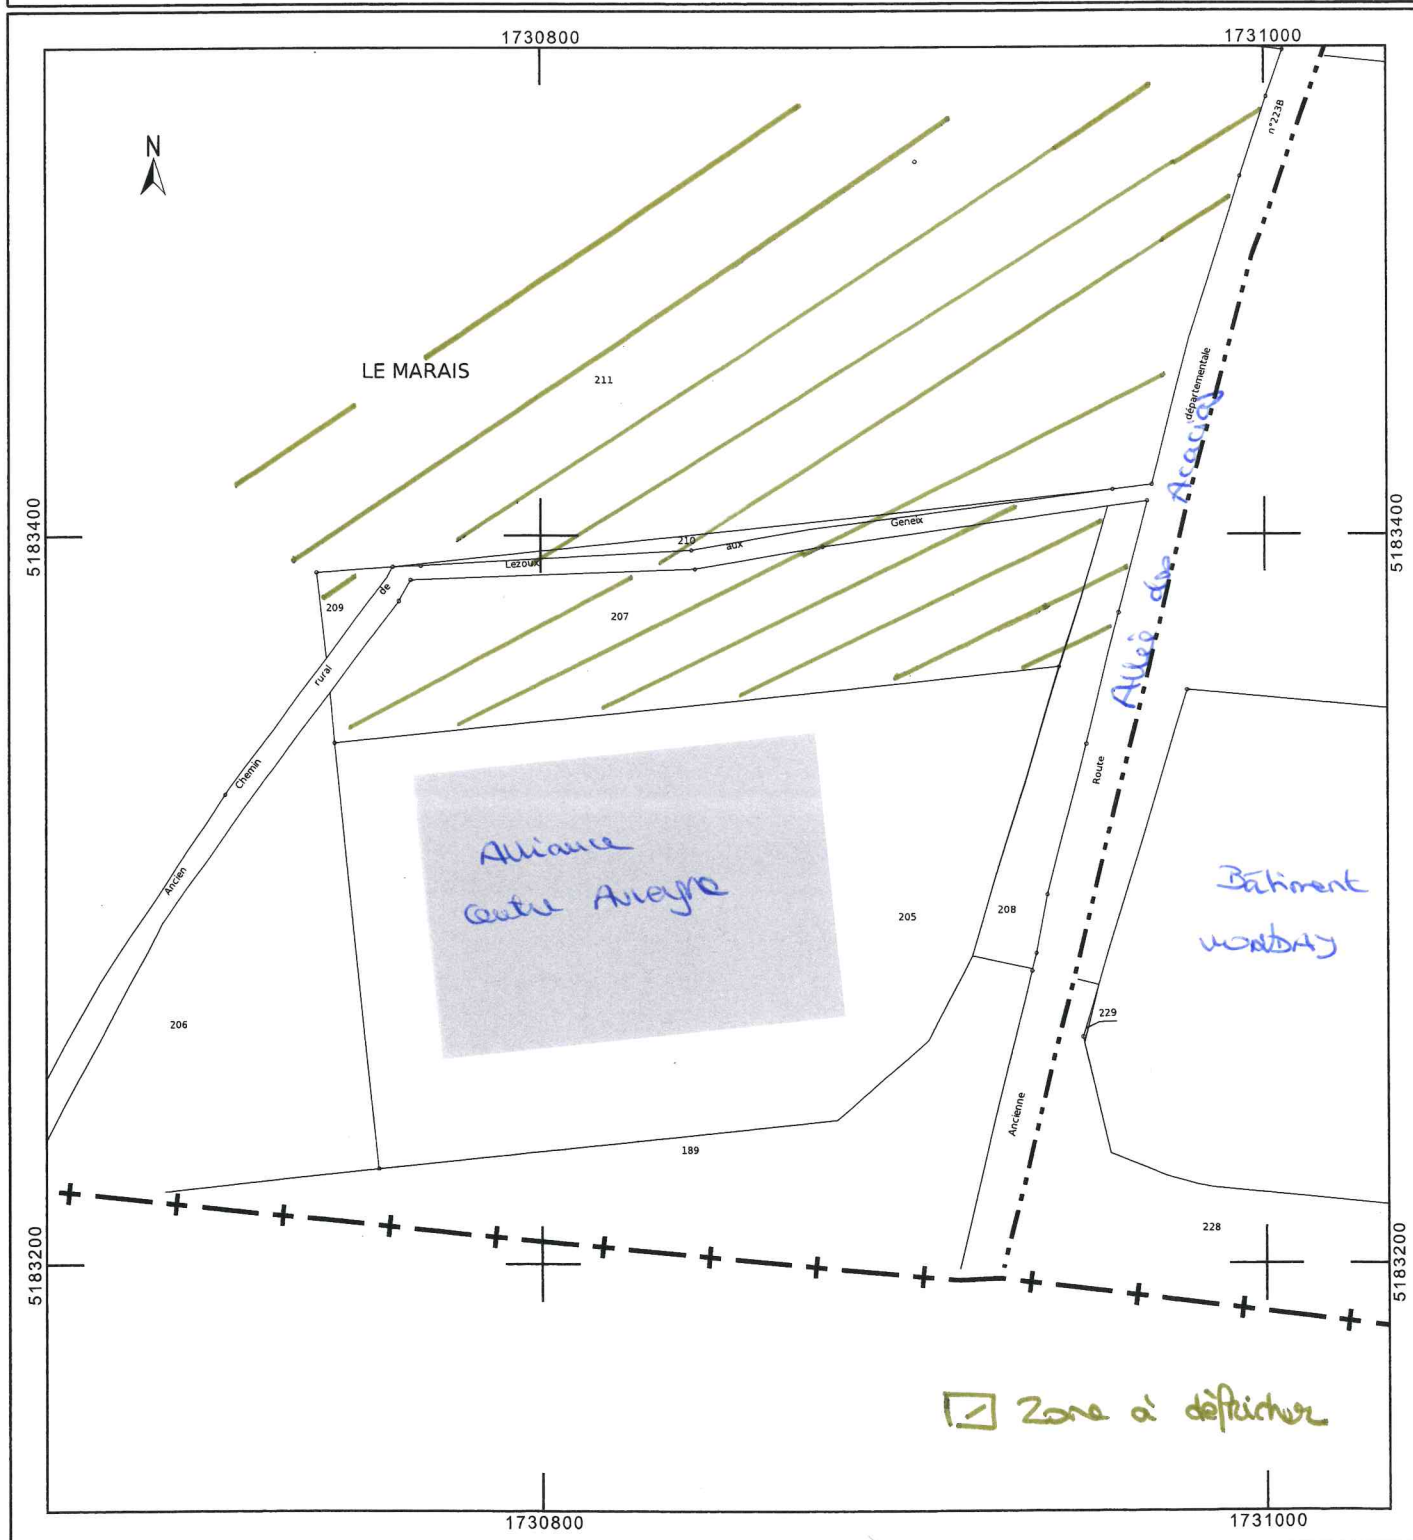 1730800
1731000
N
n°223B
LE MARAIS
211
départementale
Allée des Acacias
5183400
5183400
210
Geneix
aux
Lezoux
de
209
207
rural
Chemin
Route
Ancien
Alliance
Centre Auvergne
205
208
Bâtiment
206
229
Ancienne
189
228
5183200
5183200
Zone à défricher
1730800
1731000